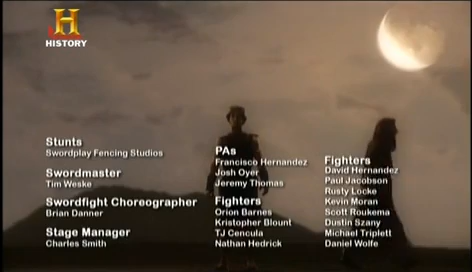 HISTORY
Stunts
Swordplay Fencing Studios
Swordmaster
Tim Weske
Swordfight Choreographer
Brian Danner
Stage Manager
Charles Smith
PAs
Francisco Hernandez
Josh Oyer
Jeremy Thomas
Fighters
Orion Barnes
Kristopher Blount
TJ Cencula
Nathan Hedrick
Fighters
David Hernandez
Paul Jacobson
Rusty Locke
Kevin Moran
Scott Roukema
Dustin Szany
Michael Triplett
Daniel Wolfe